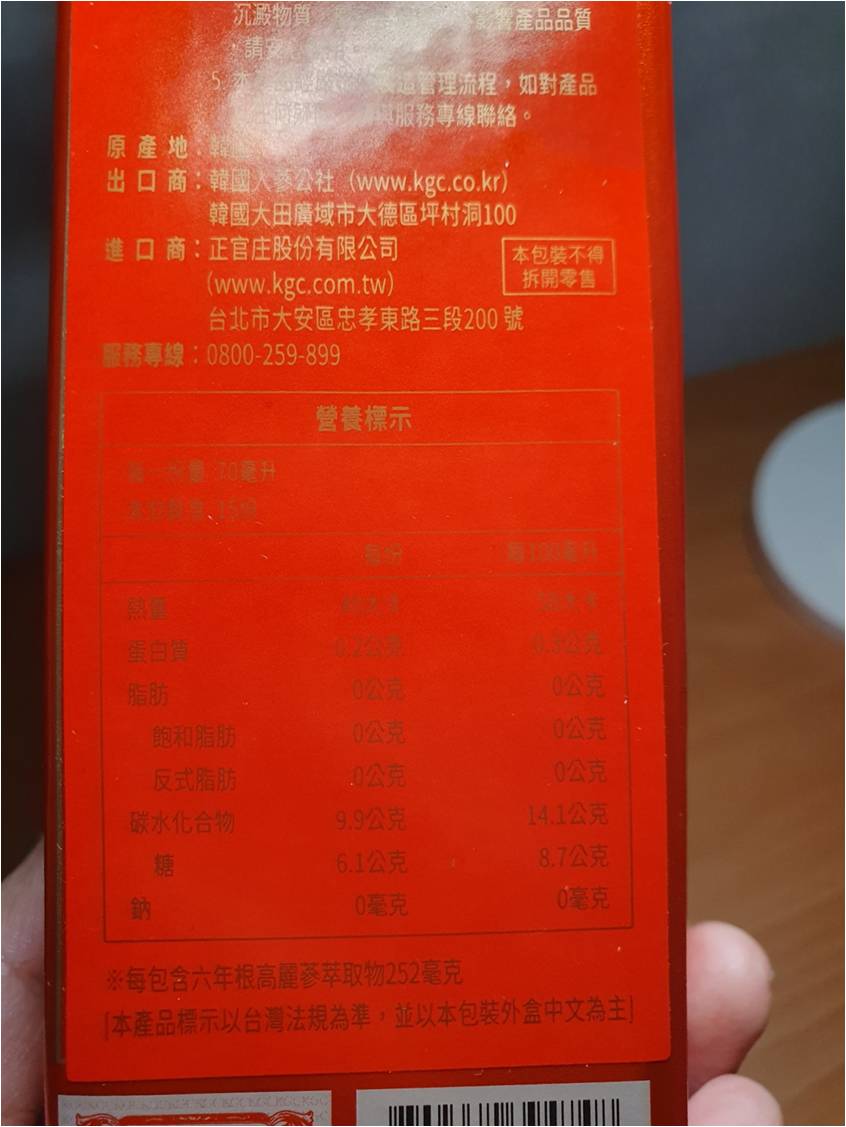 沉澱物質 影響產品品質
請安
5. 本 製造管理流程，如對產品
與服務專線聯絡。
原產地：韓國
出口商：韓國人蔘公社 (www.kgc.co.kr)
韓國大田廣域市大德區坪村洞100
進口商：正官庄股份有限公司
(www.kgc.com.tw)
本包裝不得
拆開零售
台北市大安區忠孝東路三段200號
服務專線：0800-259-899
營養標示
每一份量 70毫升
本包裝含 15份
每份 每100毫升
熱量 大卡 大卡
蛋白質 0.2公克 0.3公克
脂肪 0公克 0公克
飽和脂肪 0公克 0公克
反式脂肪 0公克 0公克
碳水化合物 9.9公克 14.1公克
糖 6.1公克 8.7公克
鈉 0毫克 0毫克
※每包含六年根高麗蔘萃取物252毫克
[本產品標示以台灣法規為準，並以本包裝外盒中文為主]